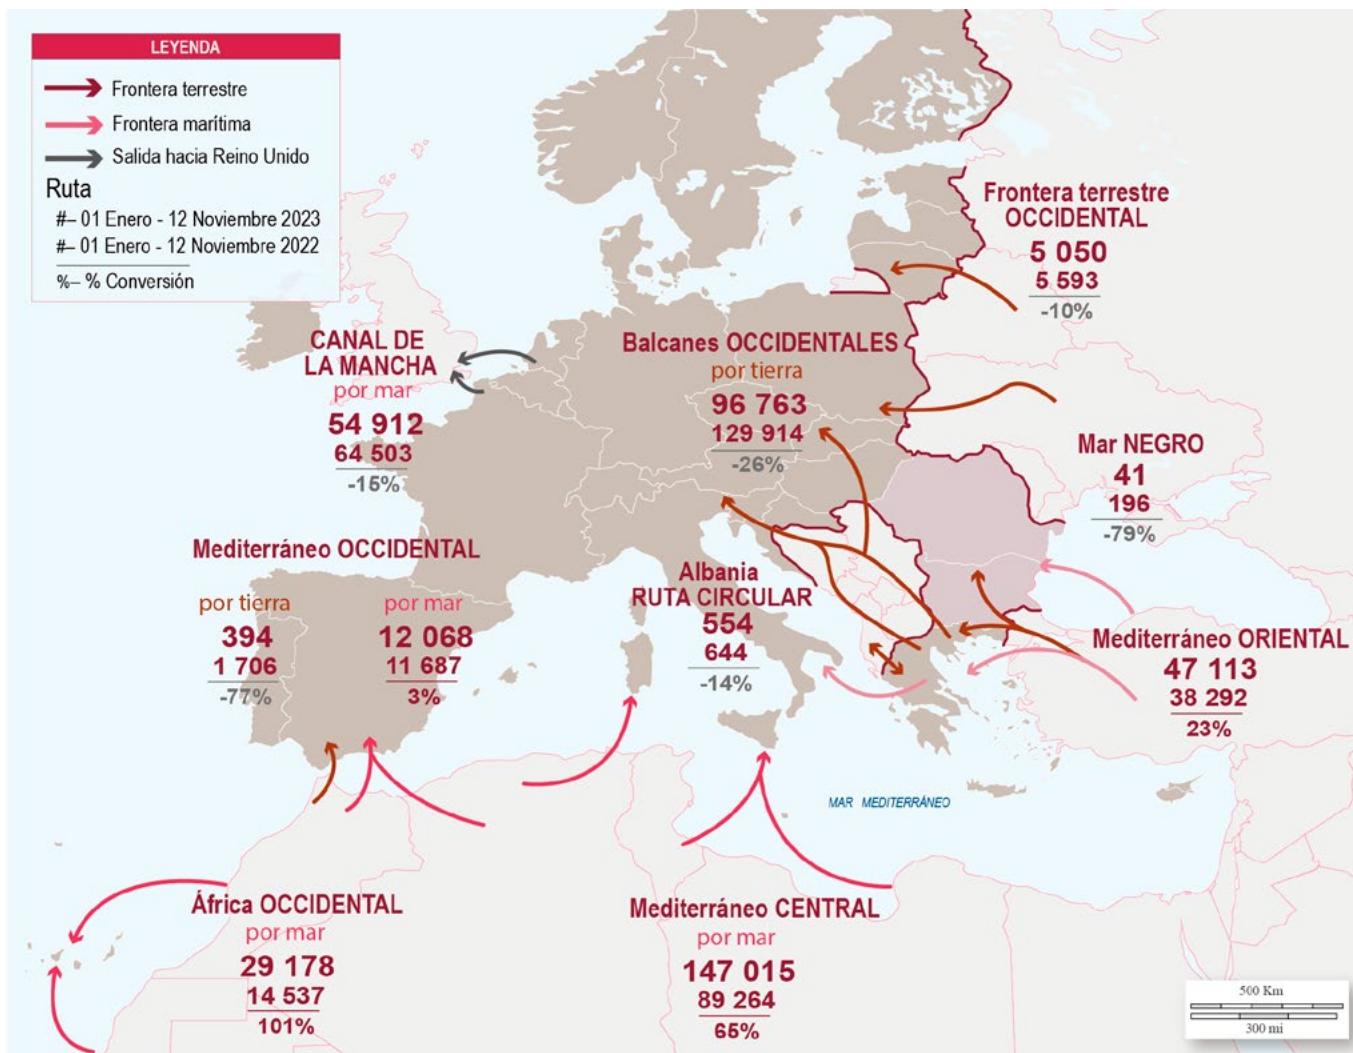 LEYENDA
Frontera terrestre
Frontera marítima
Salida hacia Reino Unido
Ruta
#– 01 Enero - 12 Noviembre 2023
#– 01 Enero - 12 Noviembre 2022
%– % Conversión
Frontera terrestre
OCCIDENTAL
5 050
5 593
-10%
CANAL DE
LA MANCHA
por mar
54 912
64 503
-15%
Balcanes OCCIDENTALES
por tierra
96 763
129 914
-26%
Mar NEGRO
41
196
-79%
Mediterráneo OCCIDENTAL
por tierra
394
1 706
-77%
por mar
12 068
11 687
3%
Albania
RUTA CIRCULAR
554
644
-14%
Mediterráneo ORIENTAL
47 113
38 292
23%
MAR MEDITERRÁNEO
África OCCIDENTAL
por mar
29 178
14 537
101%
Mediterráneo CENTRAL
por mar
147 015
89 264
65%
500 Km
300 mi